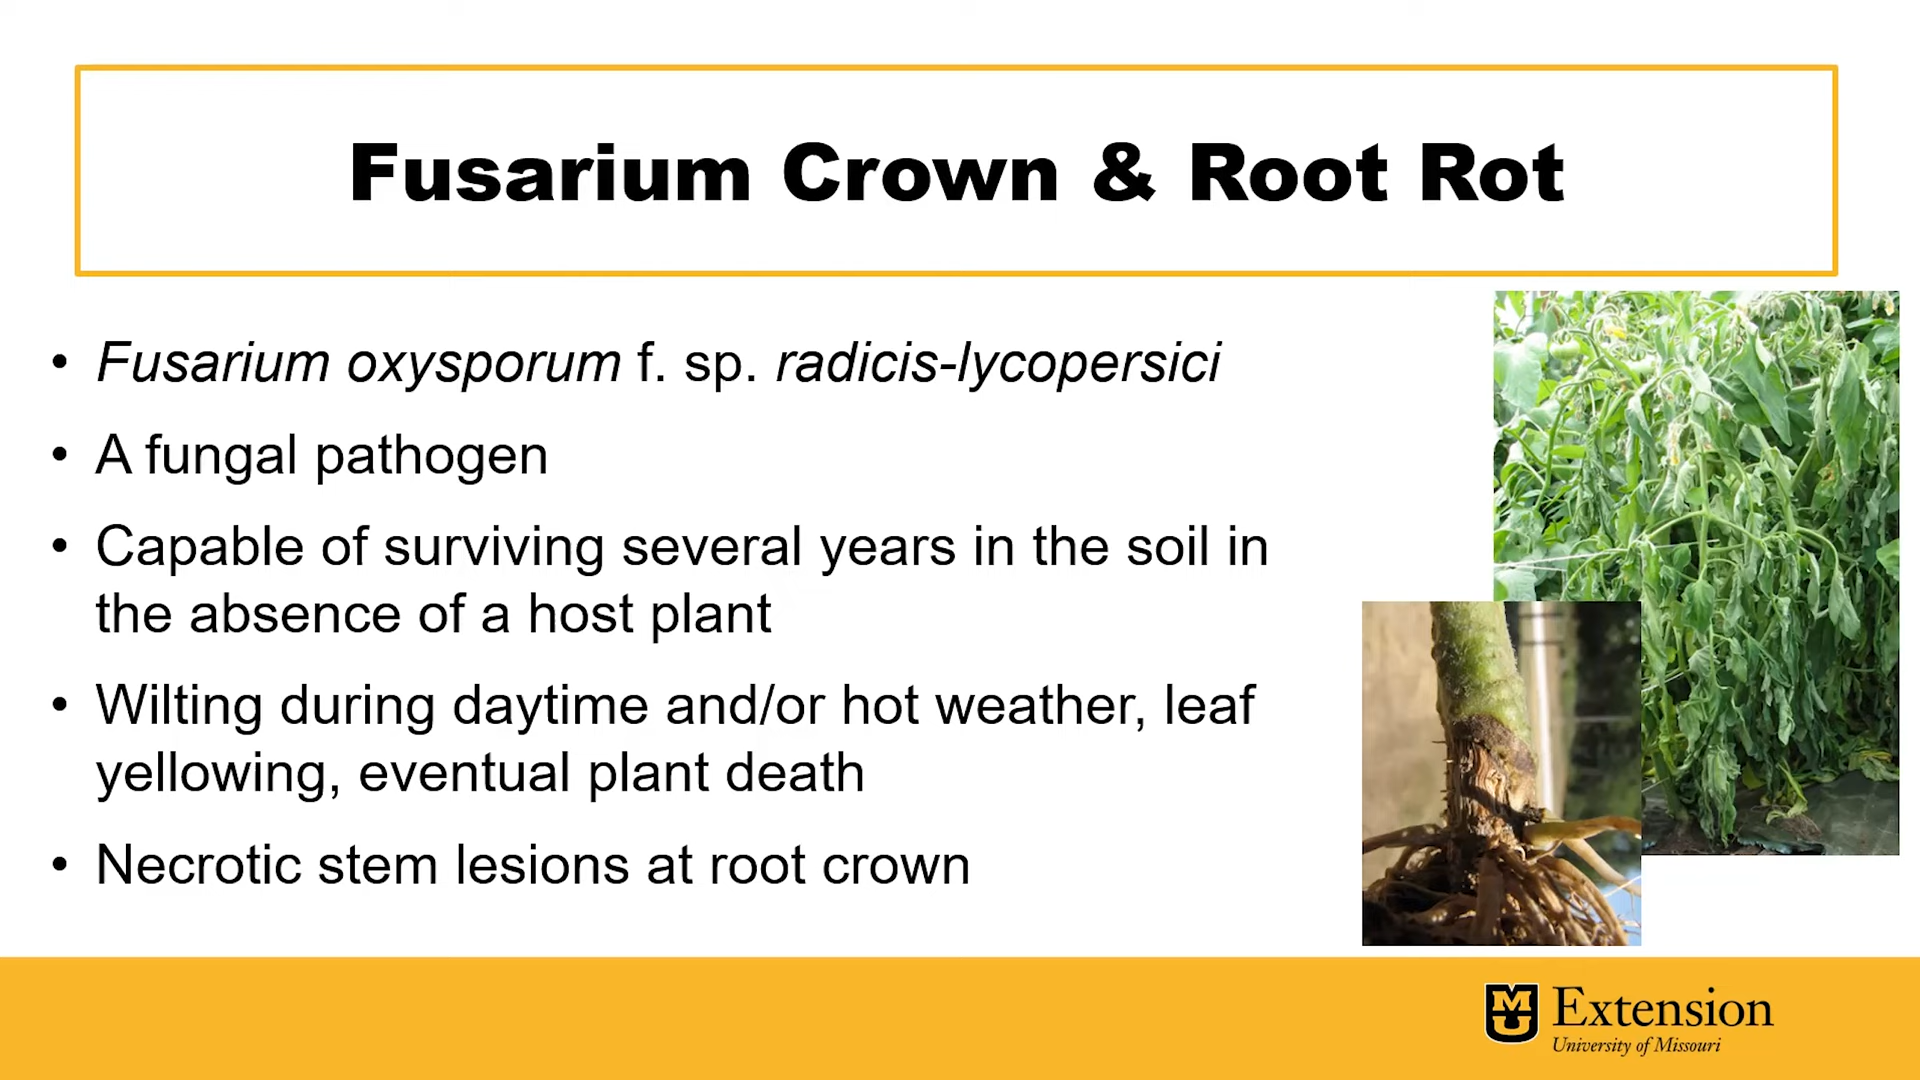 Fusarium Crown & Root Rot
• Fusarium oxysporum f. sp. radicis-lycopersici
• A fungal pathogen
• Capable of surviving several years in the soil in
the absence of a host plant
• Wilting during daytime and/or hot weather, leaf
yellowing, eventual plant death
• Necrotic stem lesions at root crown
MU
Extension
University of Missouri